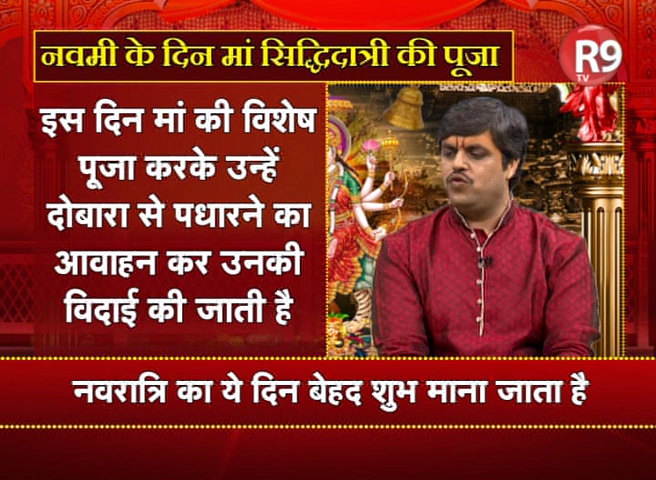 नवमी के दिन मां सिद्धिदात्री की पूजा
R9
TV
इस दिन मां की विशेष
पूजा करके उन्हें
दोबारा से पधारने का
आवाहन कर उनकी
विदाई की जाती है
नवरात्रि का ये दिन बेहद शुभ माना जाता है